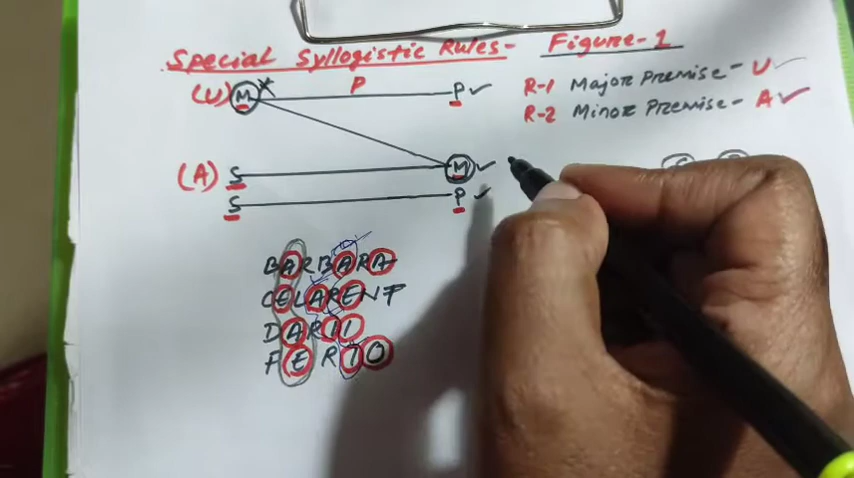 Special Syllogistic Rules- Figure-1
(U) M* P P ✓ R-1 Major Premise- U ✓
R-2 Minor Premise- A ✓
(A) S M ✓
S P ✓
BARBARA
CELARENT
DARII
FERIO